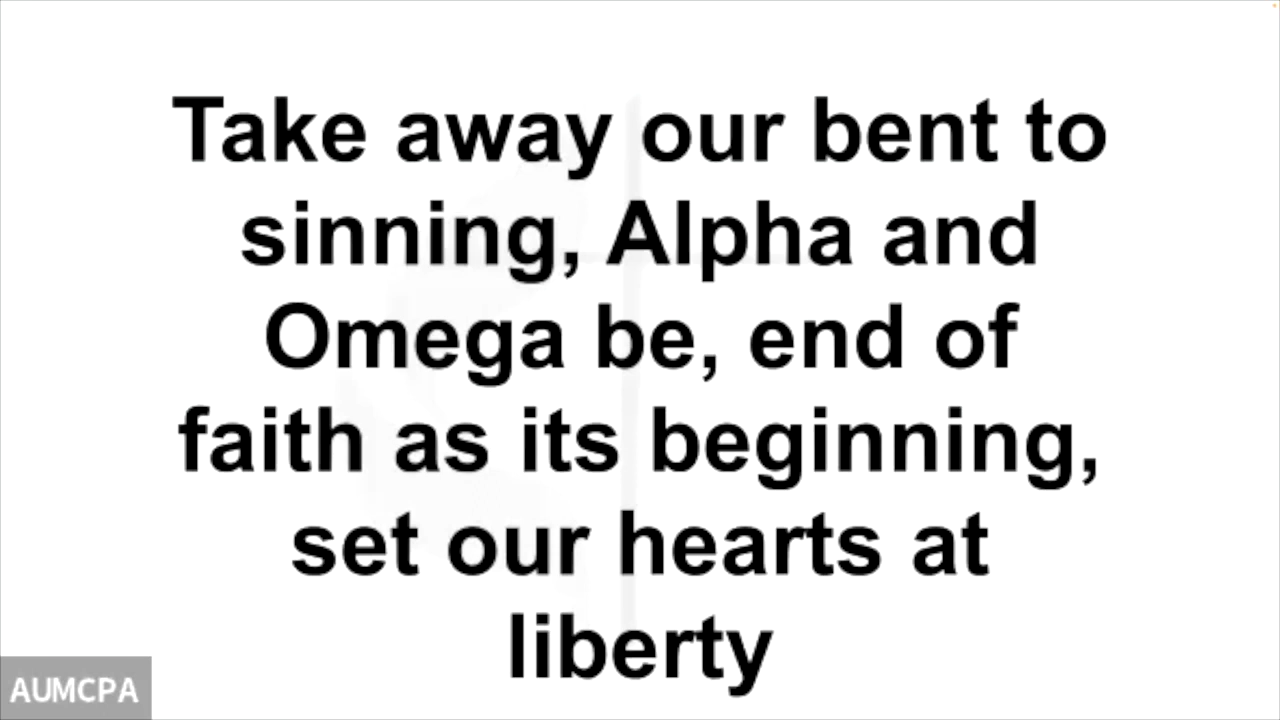 Take away our bent to
sinning, Alpha and
Omega be, end of
faith as its beginning,
set our hearts at
liberty
AUMCPA